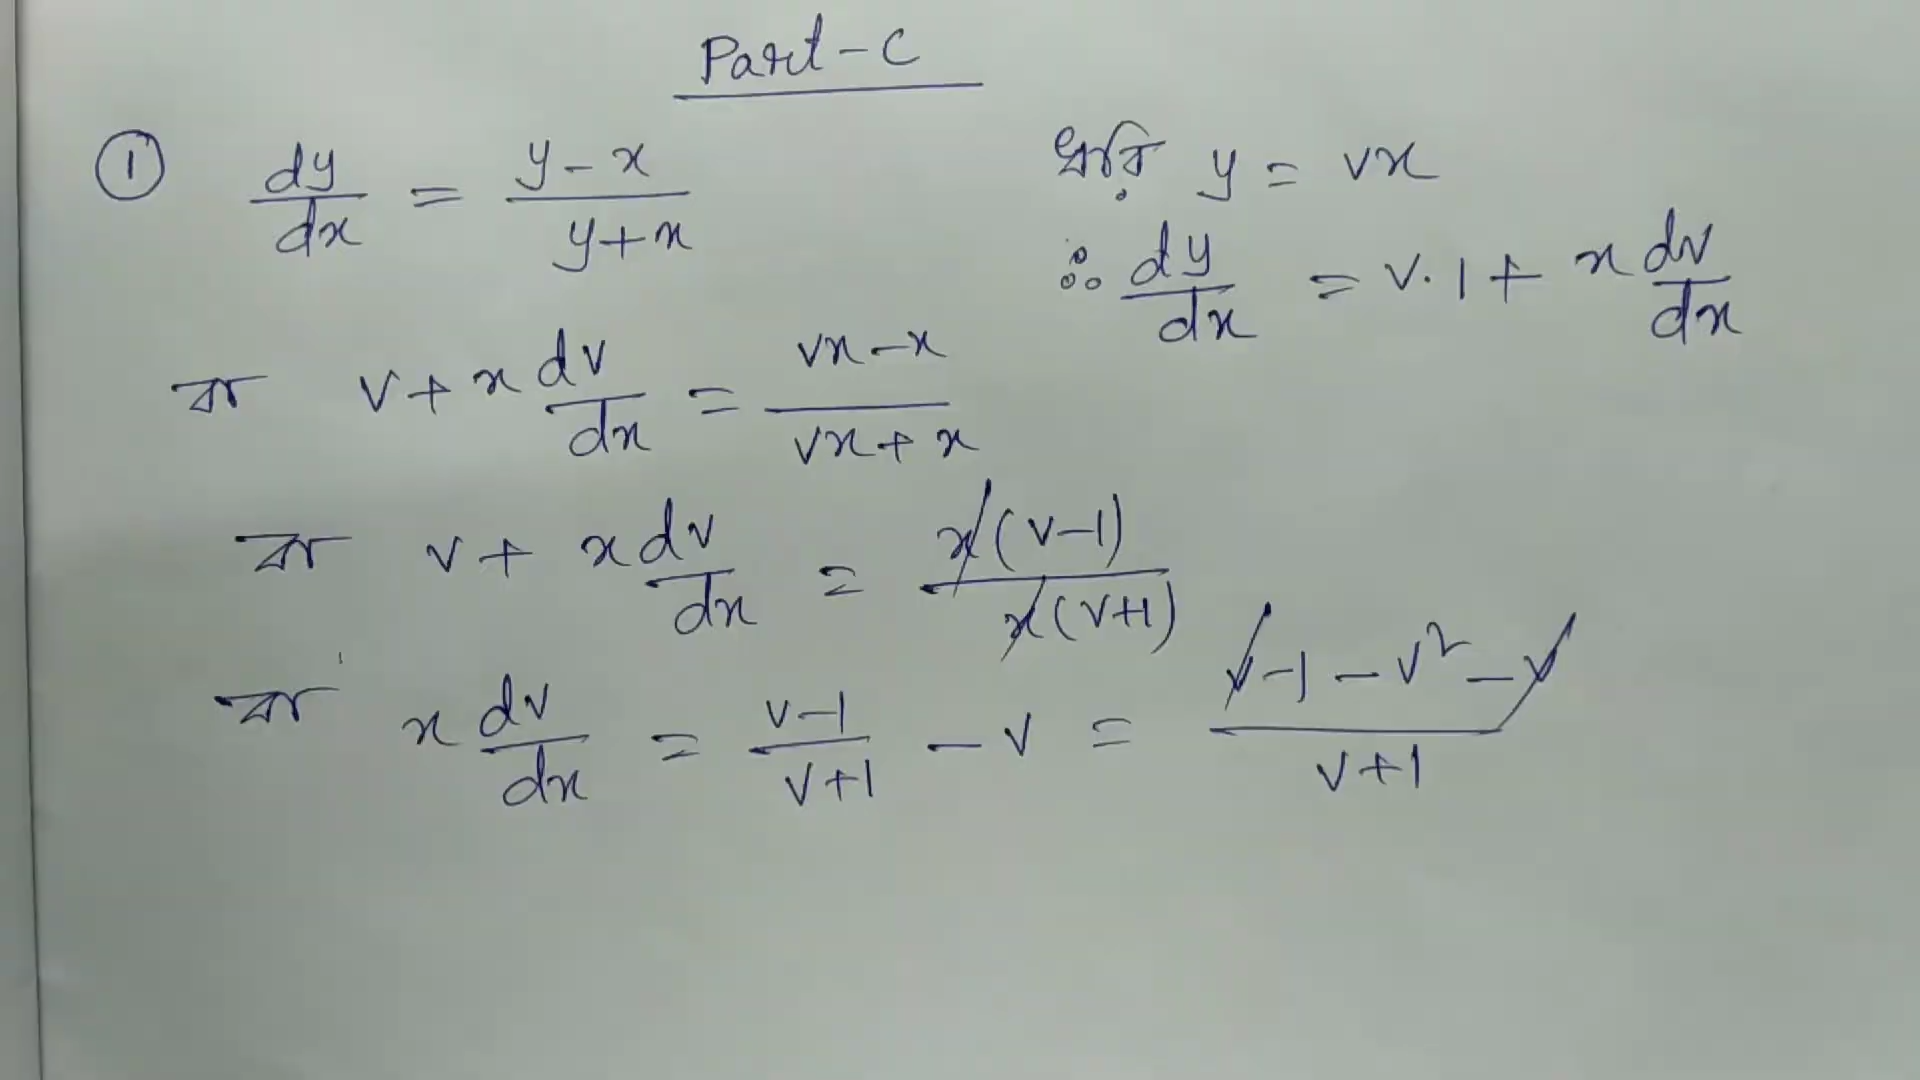 Part-C
① dy/dx = (y-x)/(y+x)
ধরি y = vx
∴ dy/dx = v.1 + x dv/dx
বা v + x dv/dx = (vx-x)/(vx+x)
বা v + x dv/dx = x(v-1)/x(v+1)
বা x dv/dx = (v-1)/(v+1) - v = (v-1-v²-v)/(v+1)